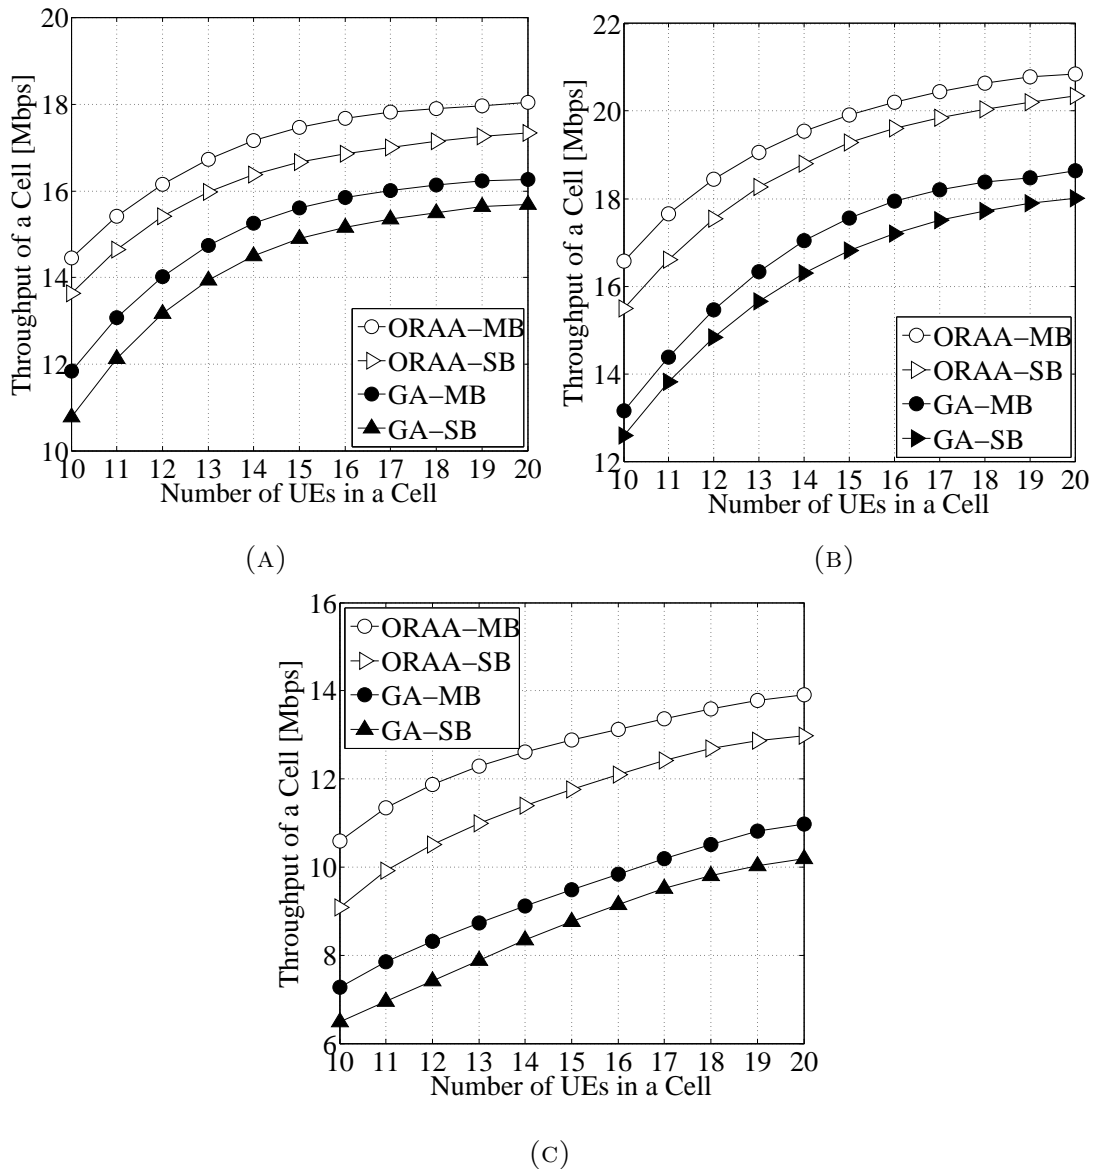 20
18
16
14
12
10
Throughput of a Cell [Mbps]
ORAA–MB
ORAA–SB
GA–MB
GA–SB
10 11 12 13 14 15 16 17 18 19 20
Number of UEs in a Cell
(A)
22
20
18
16
14
12
Throughput of a Cell [Mbps]
ORAA–MB
ORAA–SB
GA–MB
GA–SB
10 11 12 13 14 15 16 17 18 19 20
Number of UEs in a Cell
(B)
16
14
12
10
8
6
Throughput of a Cell [Mbps]
ORAA–MB
ORAA–SB
GA–MB
GA–SB
10 11 12 13 14 15 16 17 18 19 20
Number of UEs in a Cell
(C)